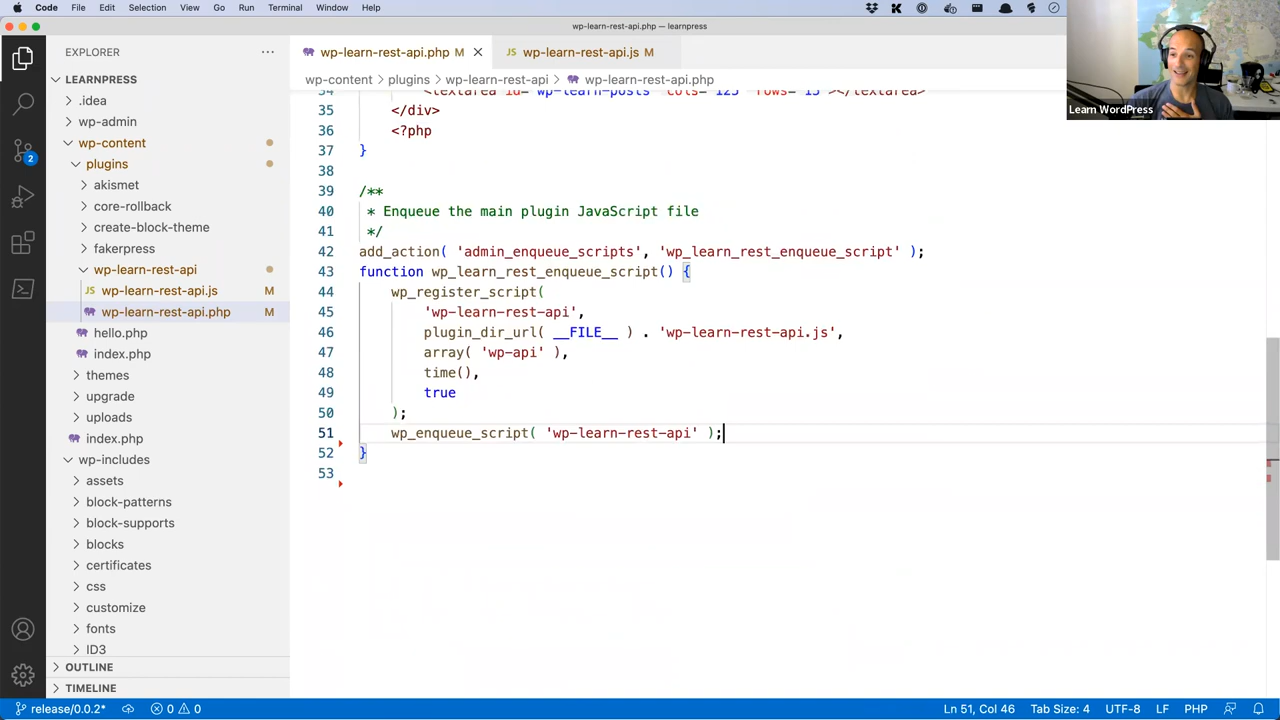 Code File Edit Selection View Go Run Terminal Window Help
wp-learn-rest-api.php — learnpress
EXPLORER
LEARNPRESS
.idea
wp-admin
wp-content
plugins
akismet
core-rollback
create-block-theme
fakerpress
wp-learn-rest-api
JS wp-learn-rest-api.js M
wp-learn-rest-api.php M
hello.php
index.php
themes
upgrade
uploads
index.php
wp-includes
assets
block-patterns
block-supports
blocks
certificates
css
customize
fonts
ID3
OUTLINE
TIMELINE
2
wp-learn-rest-api.php M
JS wp-learn-rest-api.js M
wp-content > plugins > wp-learn-rest-api > wp-learn-rest-api.php
34 <textarea id="wp-learn-posts" cols="125" rows="15"></textarea>
35 </div>
36 <?php
37 }
38
39 /**
40 * Enqueue the main plugin JavaScript file
41 */
42 add_action( 'admin_enqueue_scripts', 'wp_learn_rest_enqueue_script' );
43 function wp_learn_rest_enqueue_script() {
44 wp_register_script(
45 'wp-learn-rest-api',
46 plugin_dir_url( __FILE__ ) . 'wp-learn-rest-api.js',
47 array( 'wp-api' ),
48 time(),
49 true
50 );
51 wp_enqueue_script( 'wp-learn-rest-api' );
52 }
53
Learn WordPress
release/0.0.2* 0 0 Ln 51, Col 46 Tab Size: 4 UTF-8 LF PHP